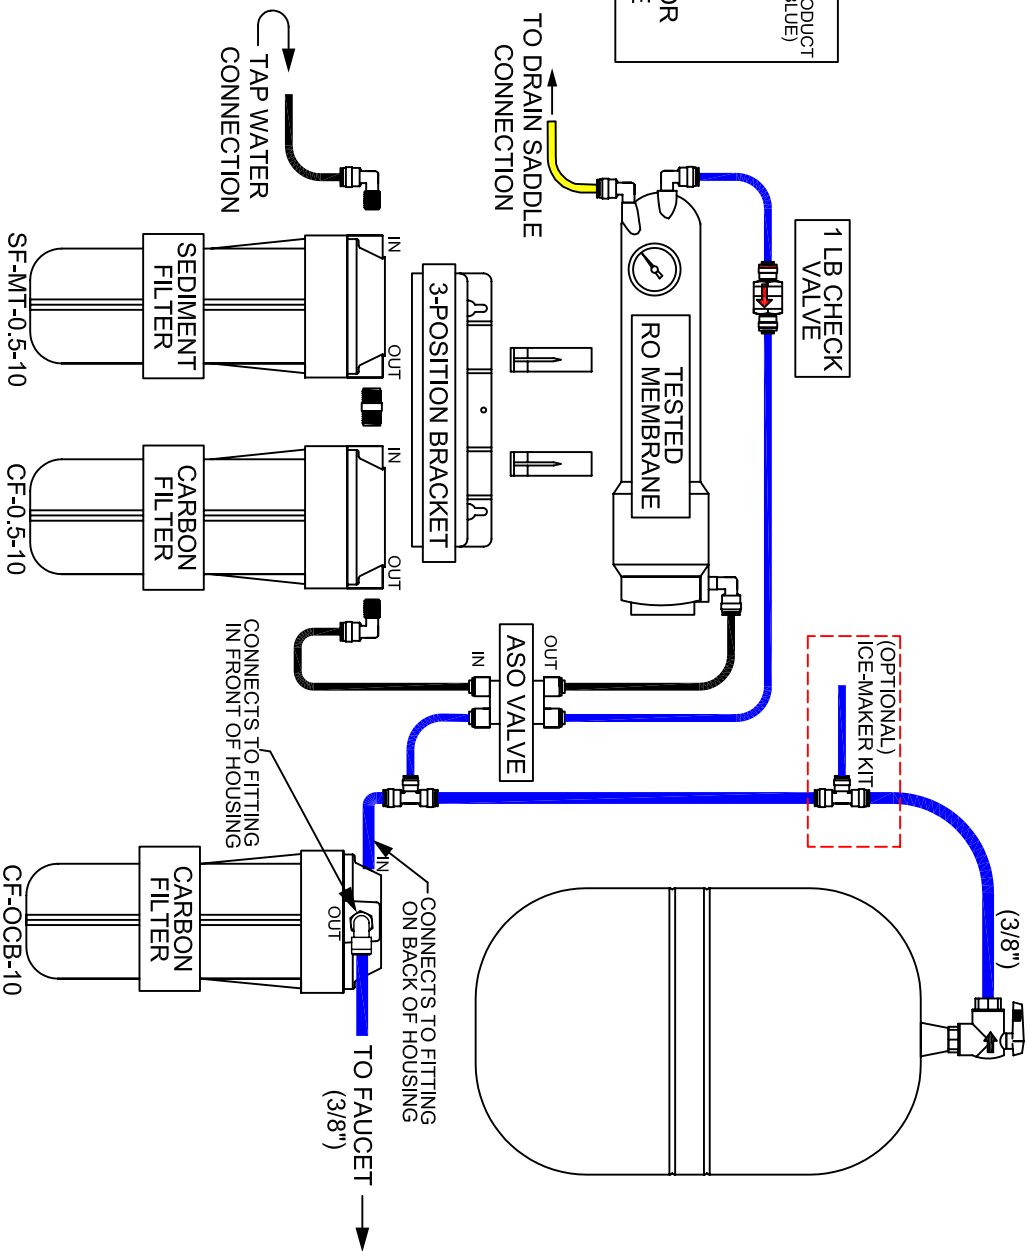 ODUCT
BLUE)
OR
E
(3/8")
(OPTIONAL)
ICE-MAKER KIT
1 LB CHECK
VALVE
TESTED
RO MEMBRANE
TO DRAIN SADDLE
CONNECTION
3-POSITION BRACKET
OUT
ASO VALVE
IN
TAP WATER
CONNECTION
IN
OUT
IN
OUT
SEDIMENT
FILTER
SF-MT-0.5-10
CARBON
FILTER
CF-0.5-10
CONNECTS TO FITTING
IN FRONT OF HOUSING
CONNECTS TO FITTING
ON BACK OF HOUSING
IN
OUT
TO FAUCET
(3/8")
CARBON
FILTER
CF-OCB-10